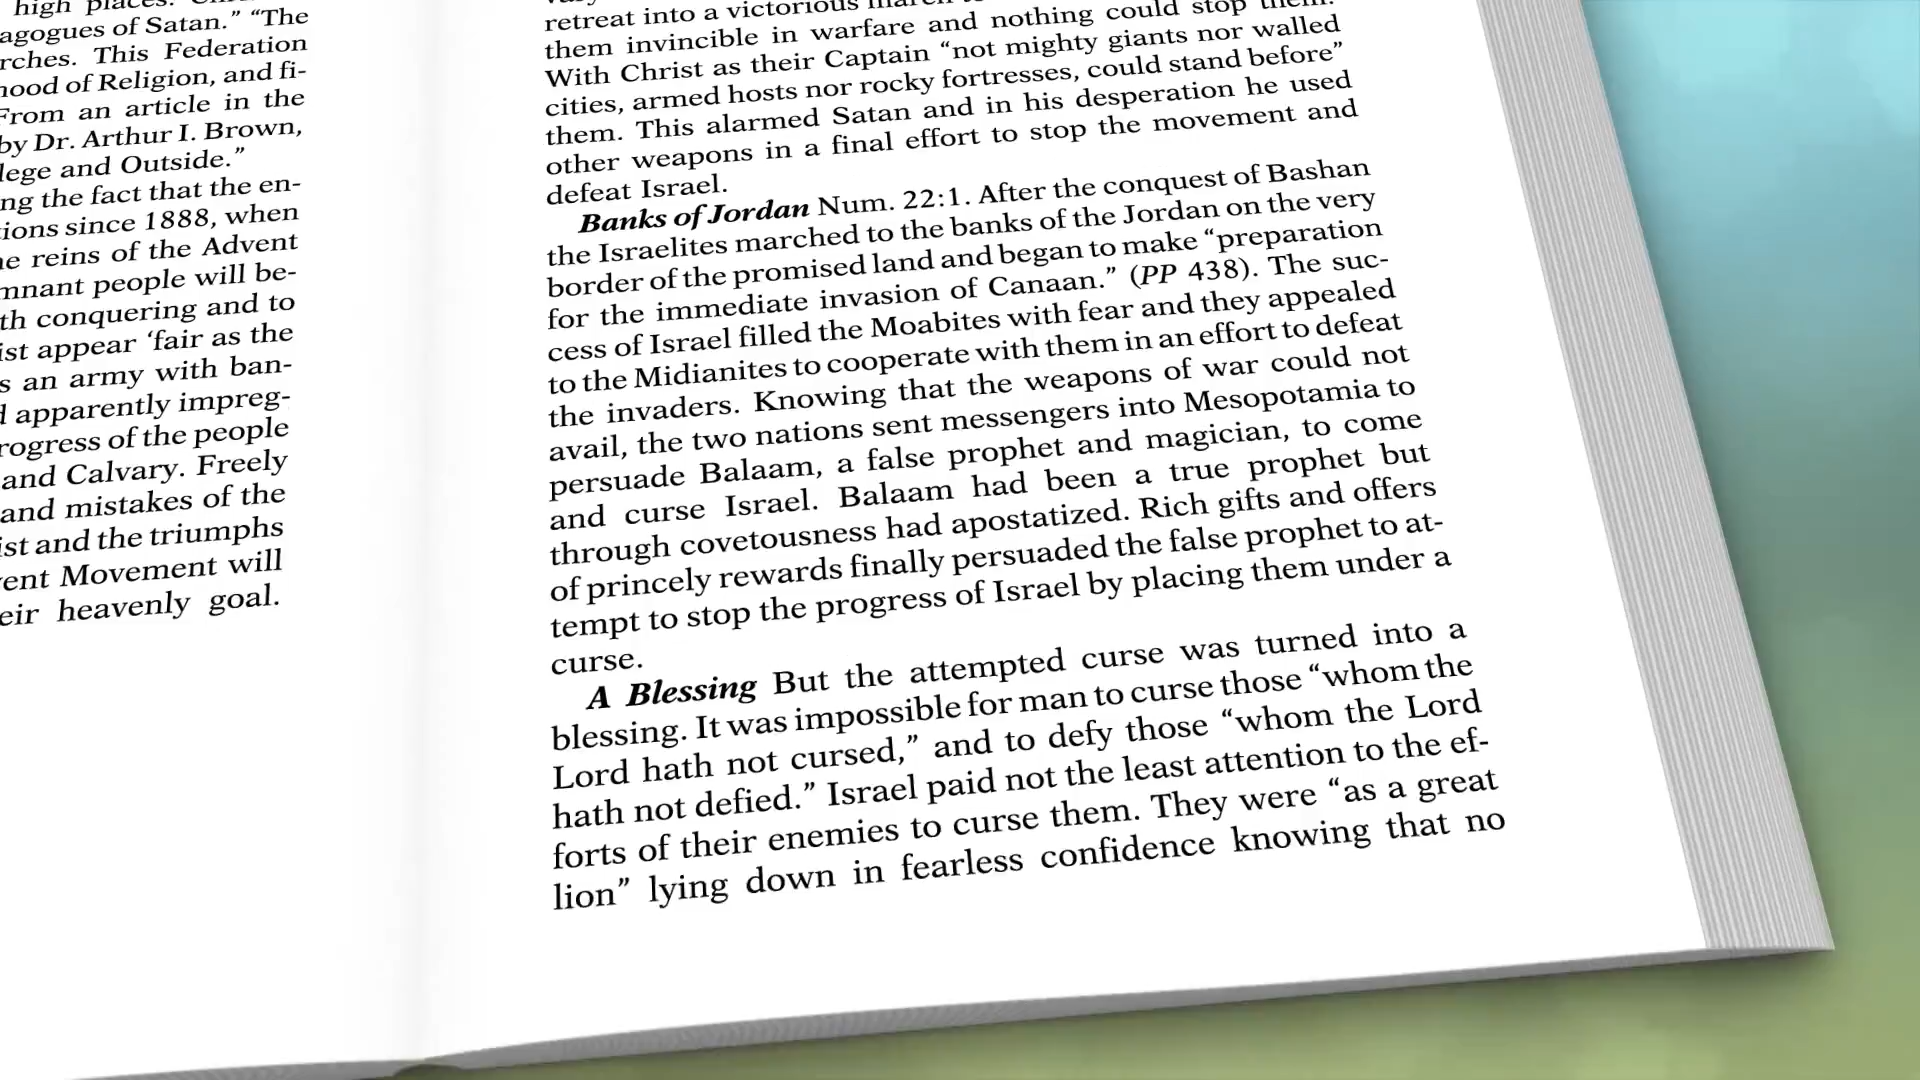 high places.
agogues of Satan.” “The
rches. This Federation
hood of Religion, and fi-
From an article in the
by Dr. Arthur I. Brown,
lege and Outside.”
ng the fact that the en-
tions since 1888, when
he reins of the Advent
mnant people will be-
th conquering and to
ist appear ‘fair as the
s an army with ban-
d apparently impreg-
rogress of the people
and Calvary. Freely
and mistakes of the
ist and the triumphs
vent Movement will
eir heavenly goal.
retreat into a victorious march
them invincible in warfare and nothing could stop them.
With Christ as their Captain “not mighty giants nor walled
cities, armed hosts nor rocky fortresses, could stand before”
them. This alarmed Satan and in his desperation he used
other weapons in a final effort to stop the movement and
defeat Israel.
Banks of Jordan Num. 22:1. After the conquest of Bashan
the Israelites marched to the banks of the Jordan on the very
border of the promised land and began to make “preparation
for the immediate invasion of Canaan.” (PP 438). The suc-
cess of Israel filled the Moabites with fear and they appealed
to the Midianites to cooperate with them in an effort to defeat
the invaders. Knowing that the weapons of war could not
avail, the two nations sent messengers into Mesopotamia to
persuade Balaam, a false prophet and magician, to come
and curse Israel. Balaam had been a true prophet but
through covetousness had apostatized. Rich gifts and offers
of princely rewards finally persuaded the false prophet to at-
tempt to stop the progress of Israel by placing them under a
curse.
A Blessing But the attempted curse was turned into a
blessing. It was impossible for man to curse those “whom the
Lord hath not cursed,” and to defy those “whom the Lord
hath not defied.” Israel paid not the least attention to the ef-
forts of their enemies to curse them. They were “as a great
lion” lying down in fearless confidence knowing that no